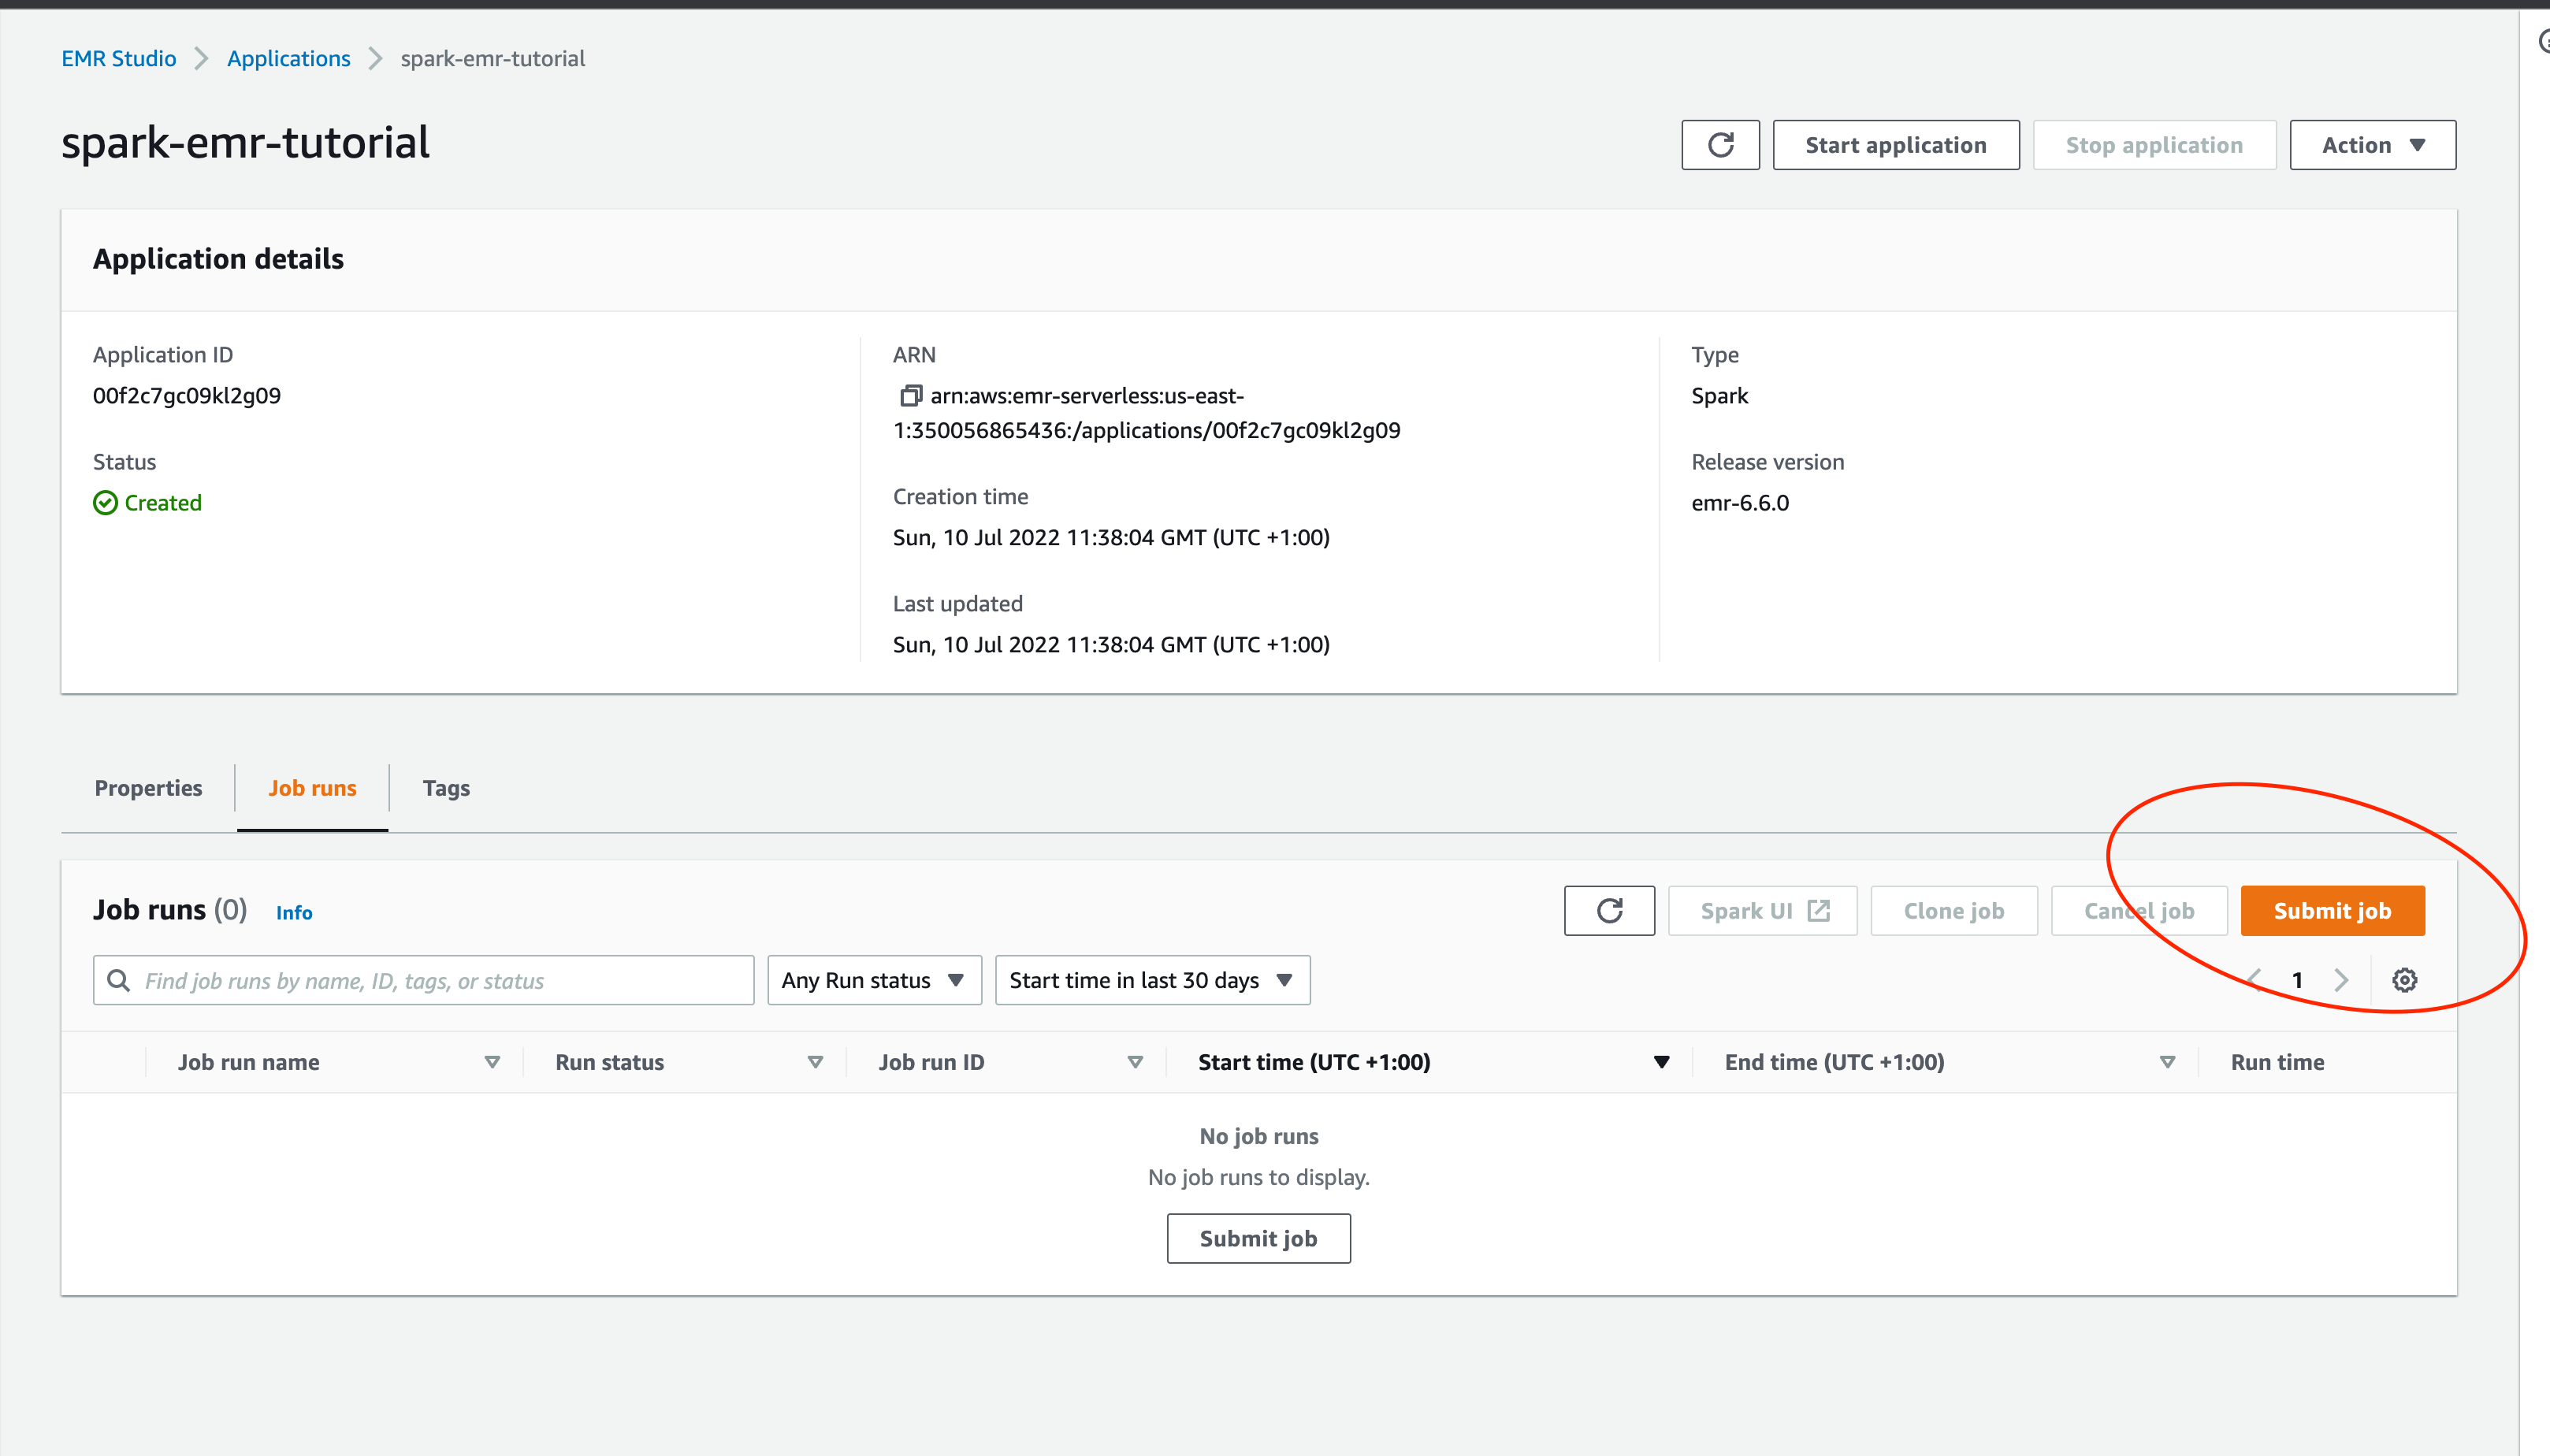 EMR Studio > Applications > spark-emr-tutorial
spark-emr-tutorial
Start application
Stop application
Action
Application details
Application ID
00f2c7gc09kl2g09
Status
Created
ARN
arn:aws:emr-serverless:us-east-
1:350056865436:/applications/00f2c7gc09kl2g09
Creation time
Sun, 10 Jul 2022 11:38:04 GMT (UTC +1:00)
Last updated
Sun, 10 Jul 2022 11:38:04 GMT (UTC +1:00)
Type
Spark
Release version
emr-6.6.0
Properties
Job runs
Tags
Job runs (0) Info
Spark UI
Clone job
Cancel job
Submit job
Find job runs by name, ID, tags, or status
Any Run status
Start time in last 30 days
1
Job run name
Run status
Job run ID
Start time (UTC +1:00)
End time (UTC +1:00)
Run time
No job runs
No job runs to display.
Submit job